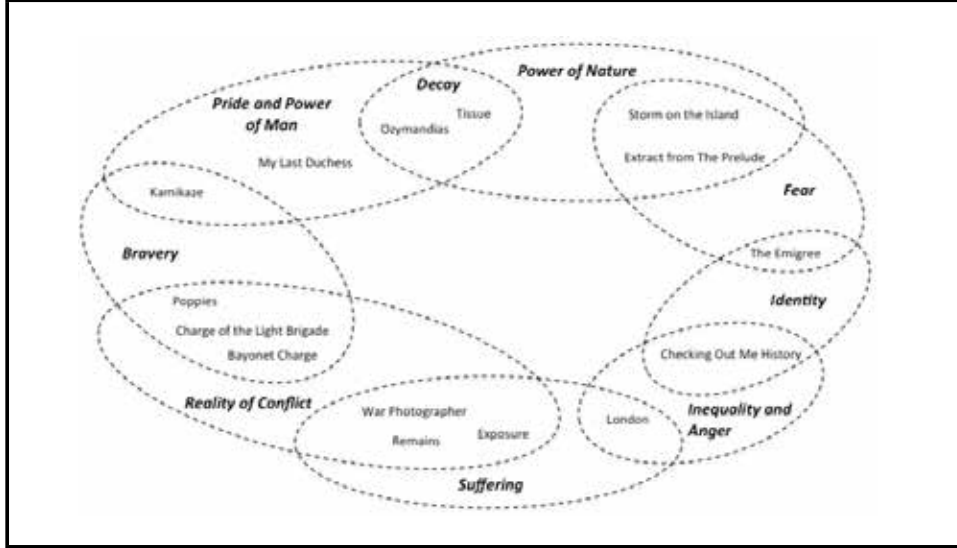 Power of Nature
Decay
Pride and Power
of Man
Tissue
Ozymandias
Storm on the Island
My Last Duchess
Extract from The Prelude
Kamikaze
Fear
Bravery
The Emigree
Identity
Poppies
Charge of the Light Brigade
Bayonet Charge
Checking Out Me History
Reality of Conflict
War Photographer
Remains
Exposure
London
Inequality and
Anger
Suffering